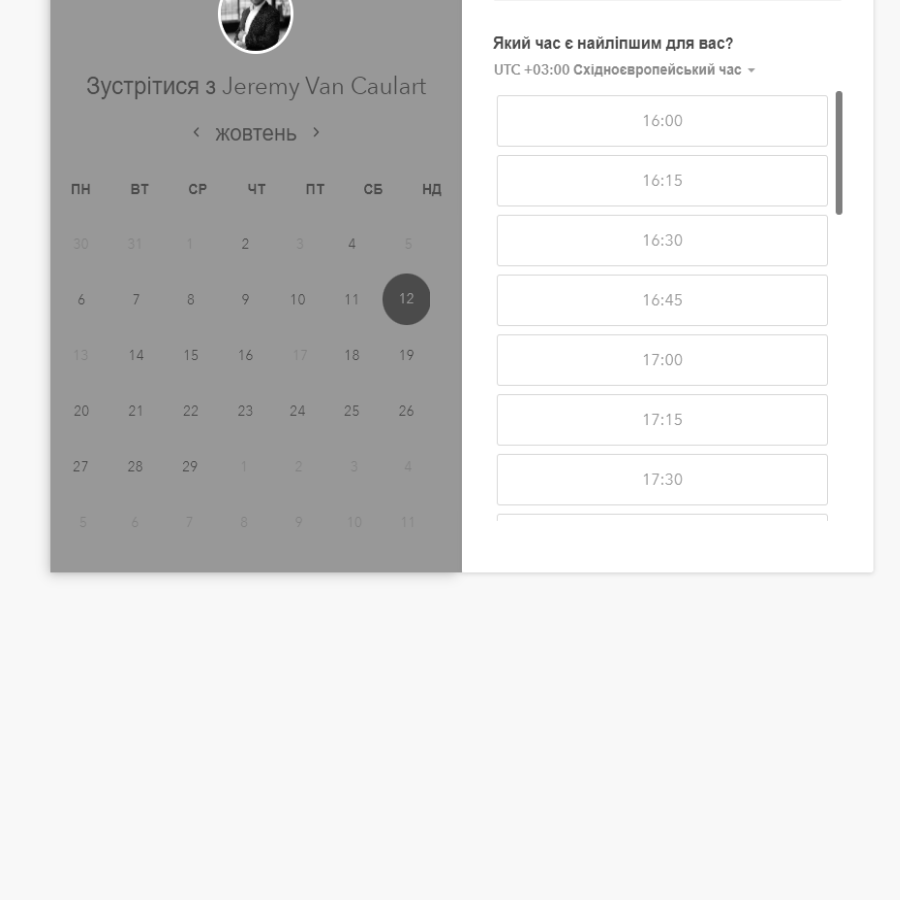 Зустрітися з Jeremy Van Caulart
жовтень
ПН ВТ СР ЧТ ПТ СБ НД
30 31 1 2 3 4 5
6 7 8 9 10 11 12
13 14 15 16 17 18 19
20 21 22 23 24 25 26
27 28 29 1 2 3 4
5 6 7 8 9 10 11
Який час є найліпшим для вас?
UTC +03:00 Східноєвропейський час
16:00
16:15
16:30
16:45
17:00
17:15
17:30